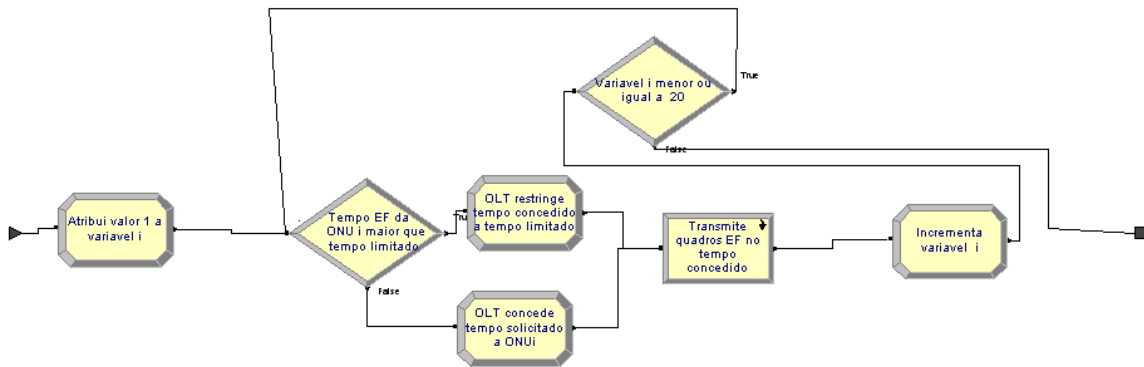 Atribui valor 1 a
variavel i
Tempo EF da
ONU i maior que
tempo limitado
True
False
OLT restringe
tempo concedido
a tempo limitado
OLT concede
tempo solicitado
a ONUi
Transmite
quadros EF no
tempo
concedido
Incrementa
variavel i
Variavel i menor ou
igual a 20
True
False